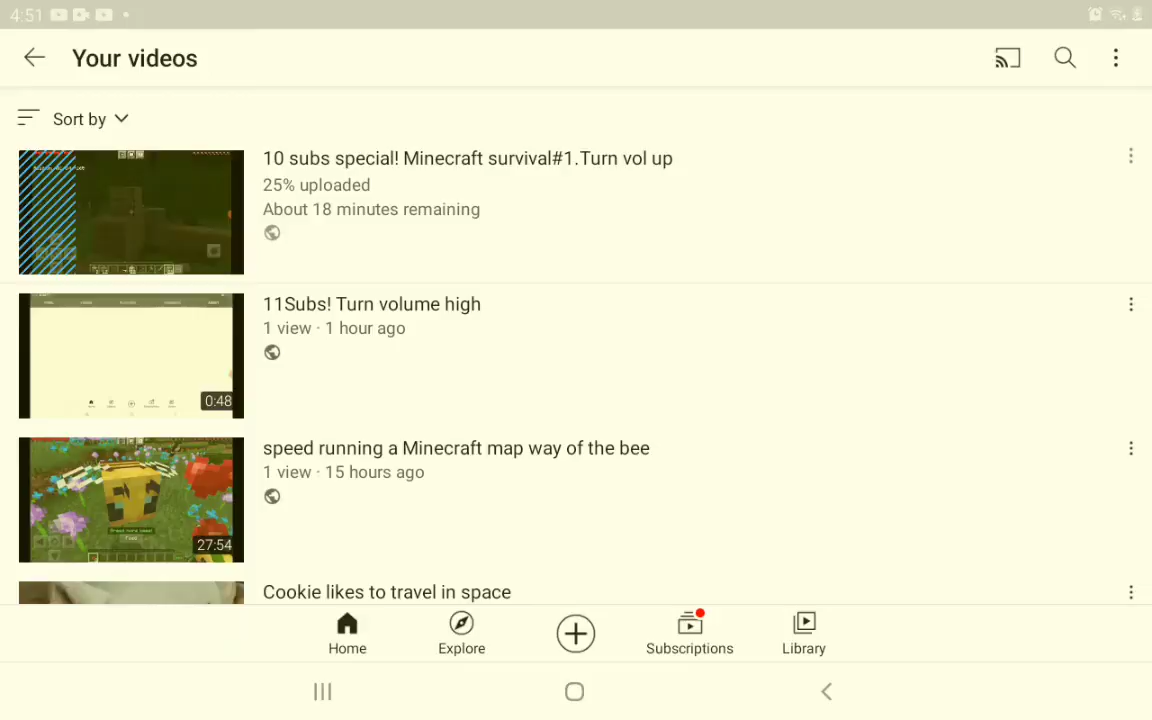 4:51
Your videos
Sort by
10 subs special! Minecraft survival#1.Turn vol up
25% uploaded
About 18 minutes remaining
11Subs! Turn volume high
1 view · 1 hour ago
0:48
speed running a Minecraft map way of the bee
1 view · 15 hours ago
27:54
Cookie likes to travel in space
Home
Explore
Subscriptions
Library